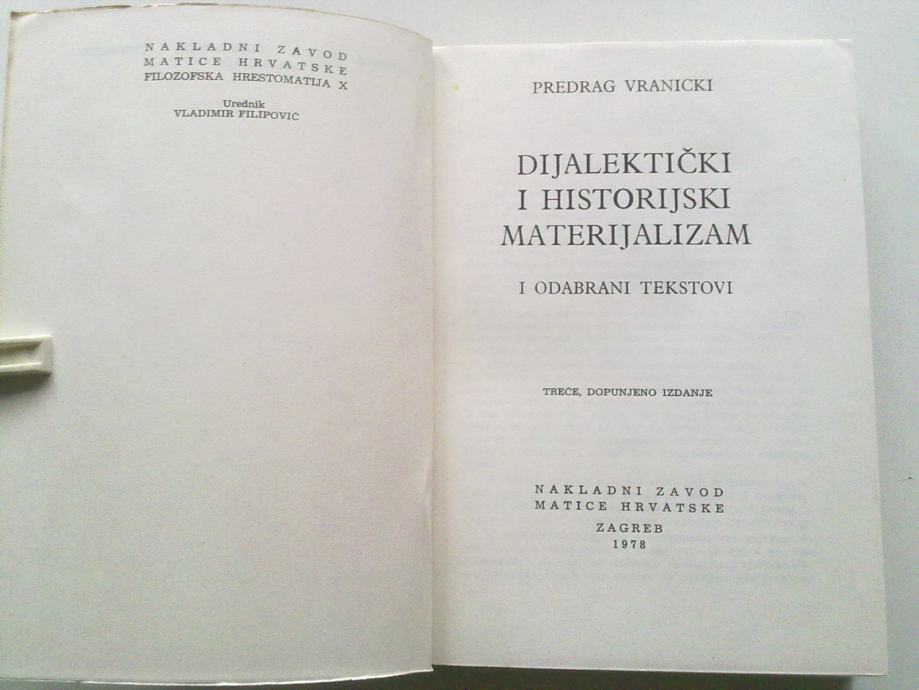 NAKLADNI ZAVOD
MATICE HRVATSKE
FILOZOFSKA HRESTOMATIJA X
Urednik
VLADIMIR FILIPOVIĆ
PREDRAG VRANICKI
DIJALEKTIČKI
I HISTORIJSKI
MATERIJALIZAM
I ODABRANI TEKSTOVI
TREĆE, DOPUNJENO IZDANJE
NAKLADNI ZAVOD
MATICE HRVATSKE
ZAGREB
1978